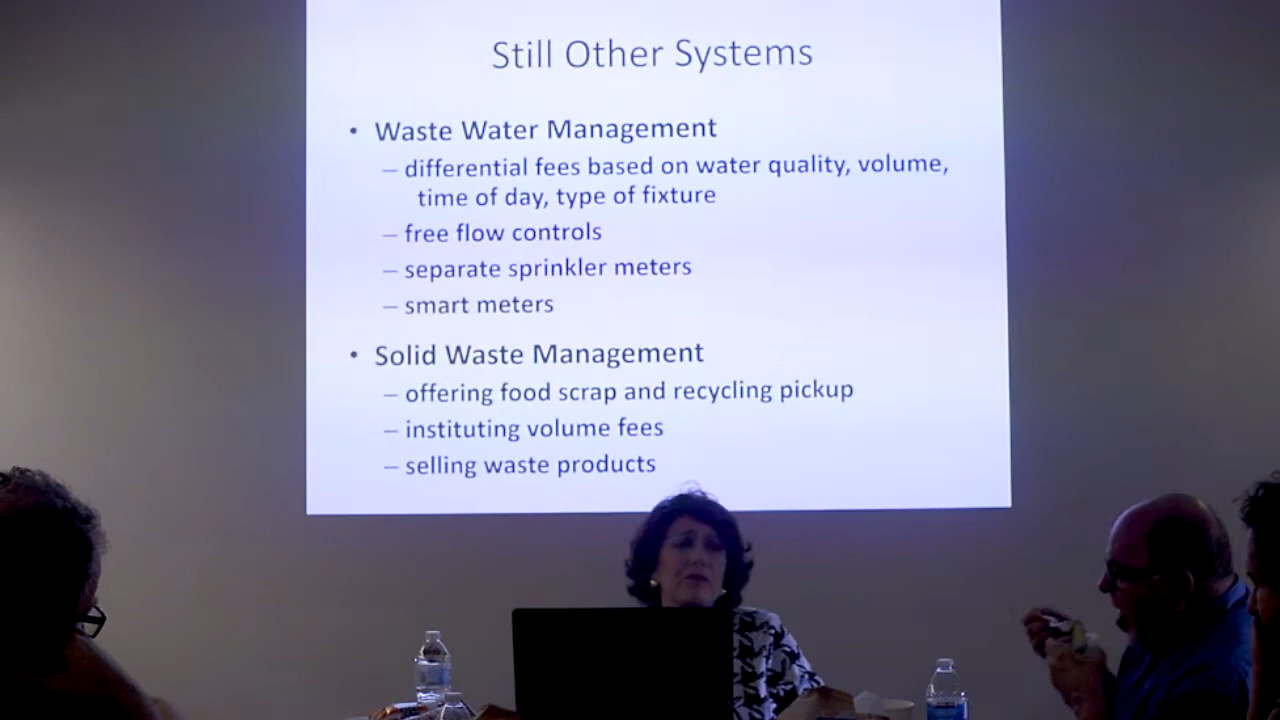 Still Other Systems
• Waste Water Management
– differential fees based on water quality, volume,
time of day, type of fixture
– free flow controls
– separate sprinkler meters
– smart meters
• Solid Waste Management
– offering food scrap and recycling pickup
– instituting volume fees
– selling waste products